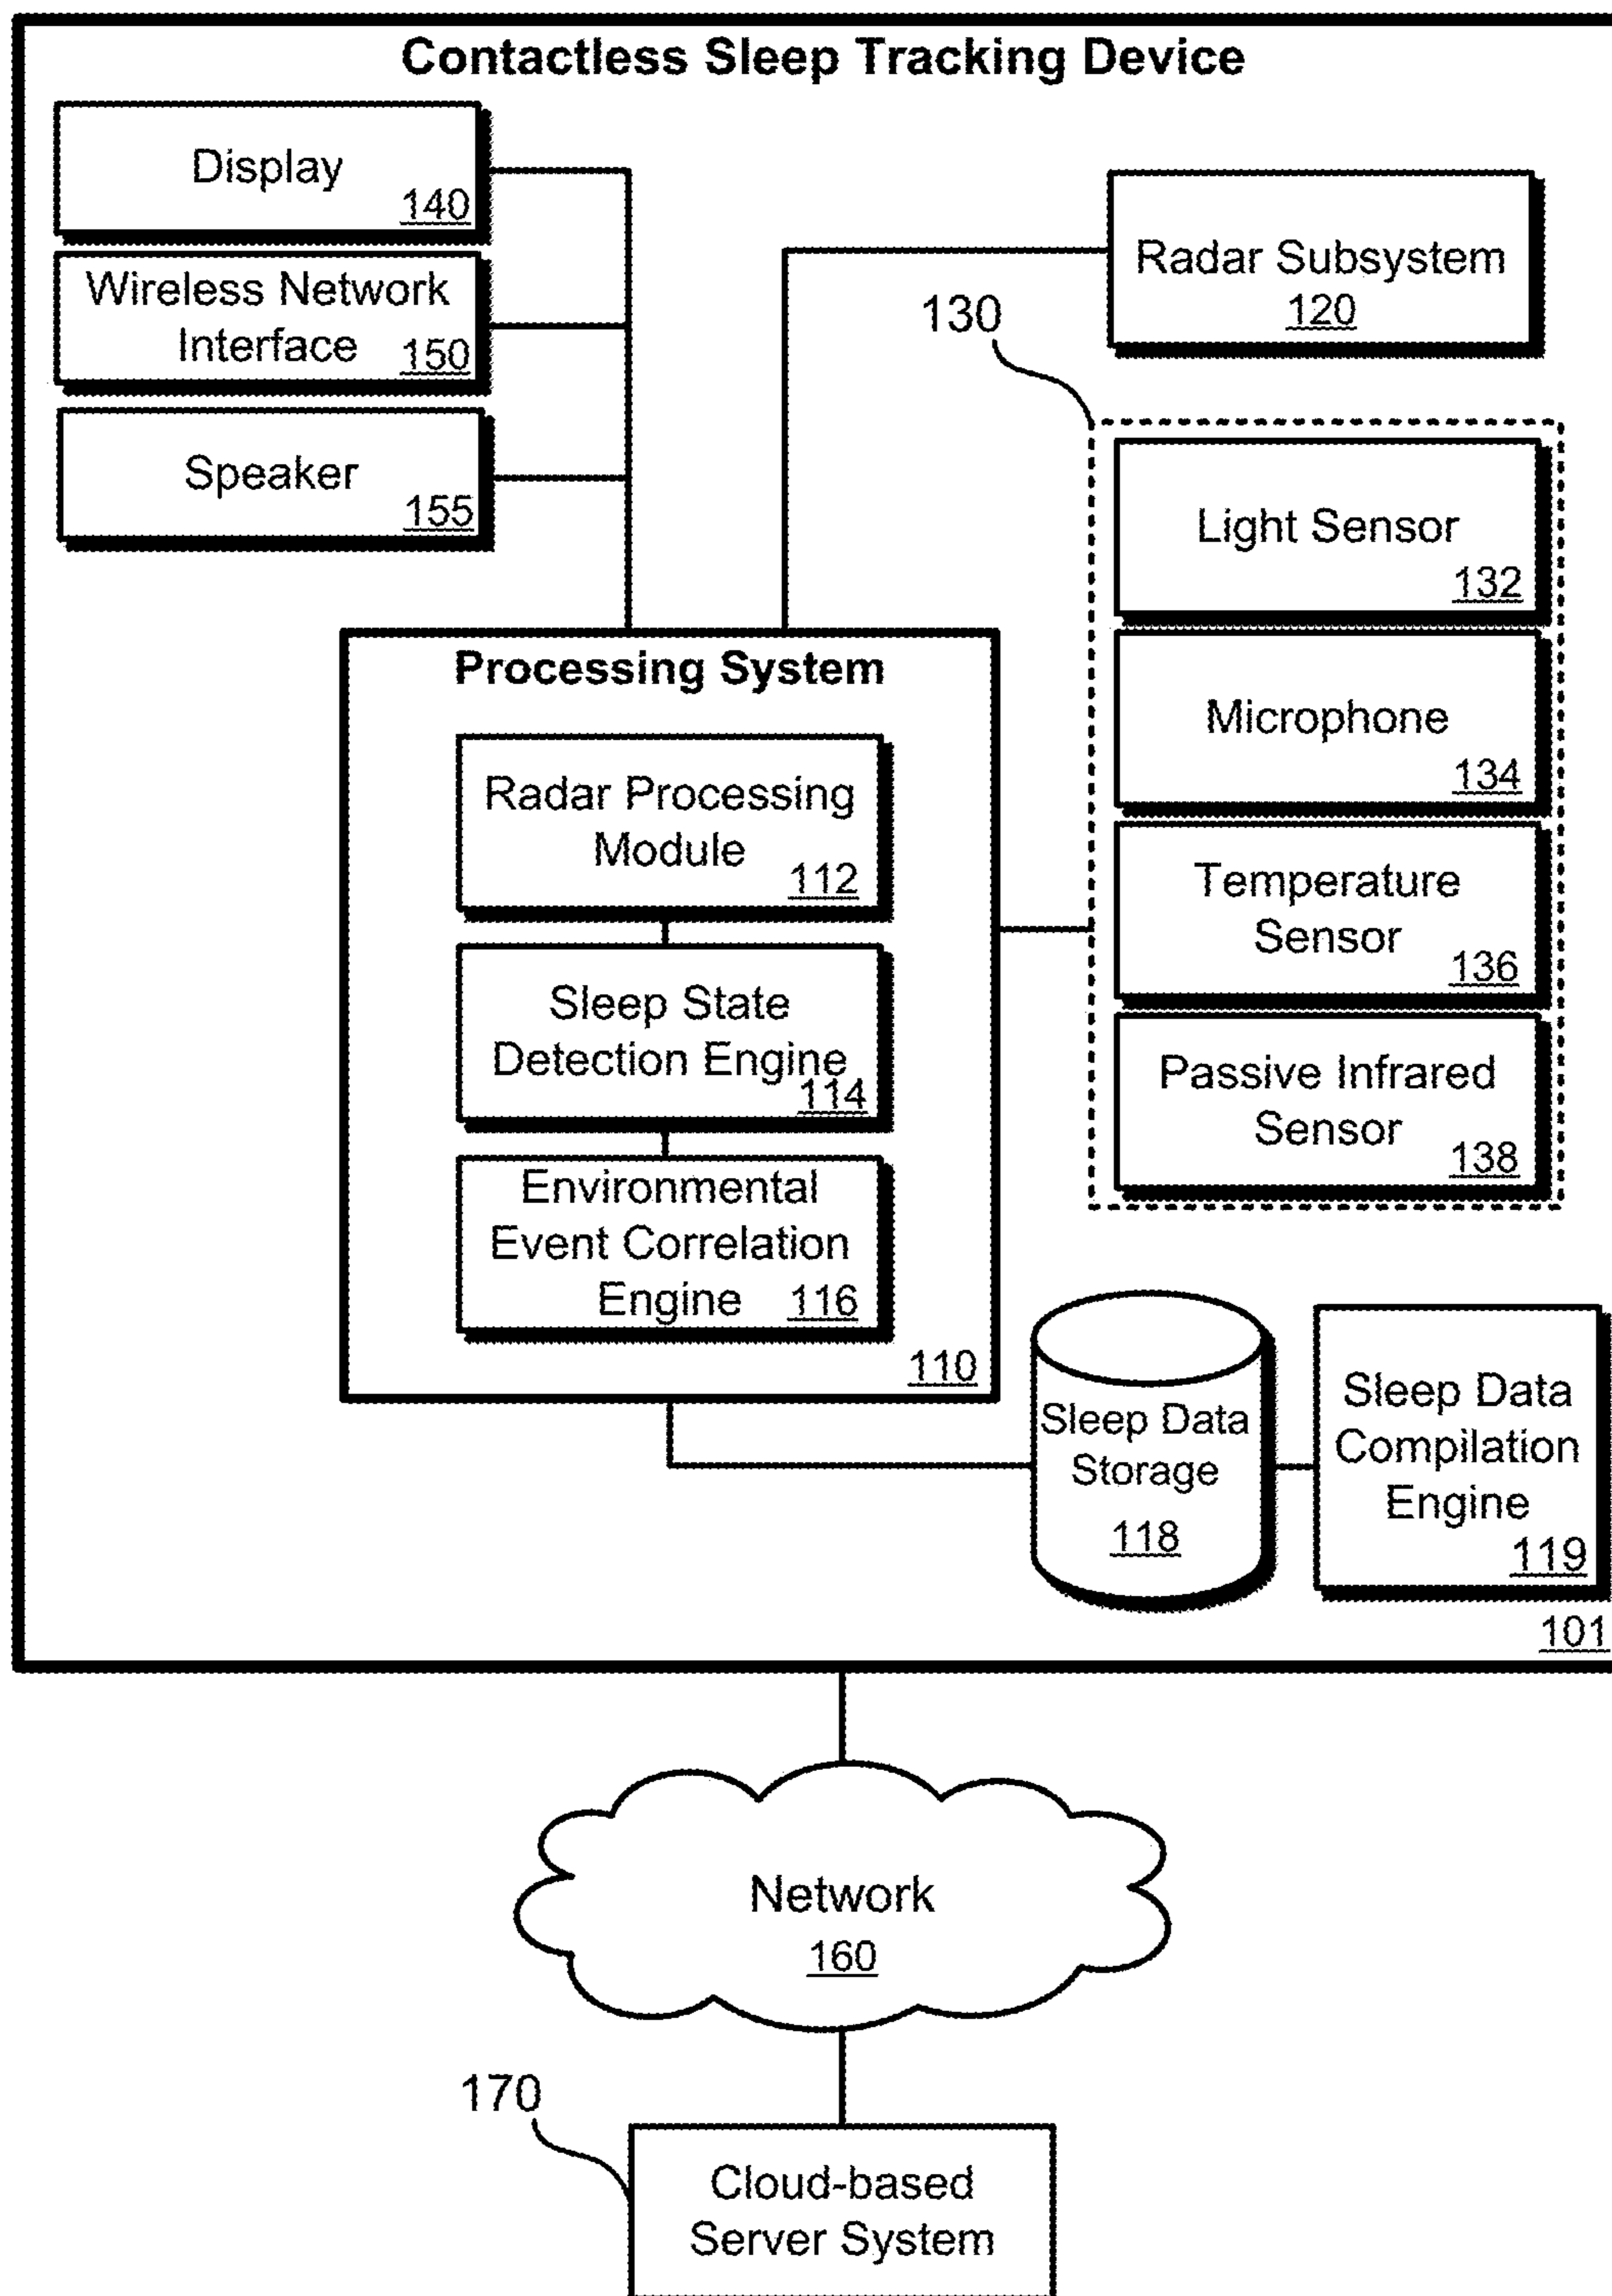 Contactless Sleep Tracking Device
Display
140
Wireless Network
Interface 150
Speaker
155
Radar Subsystem
120
130
Light Sensor
132
Microphone
134
Temperature
Sensor
136
Passive Infrared
Sensor
138
Processing System
Radar Processing
Module
112
Sleep State
Detection Engine
114
Environmental
Event Correlation
Engine 116
110
Sleep Data
Storage
118
Sleep Data
Compilation
Engine
119
101
Network
160
170
Cloud-based
Server System